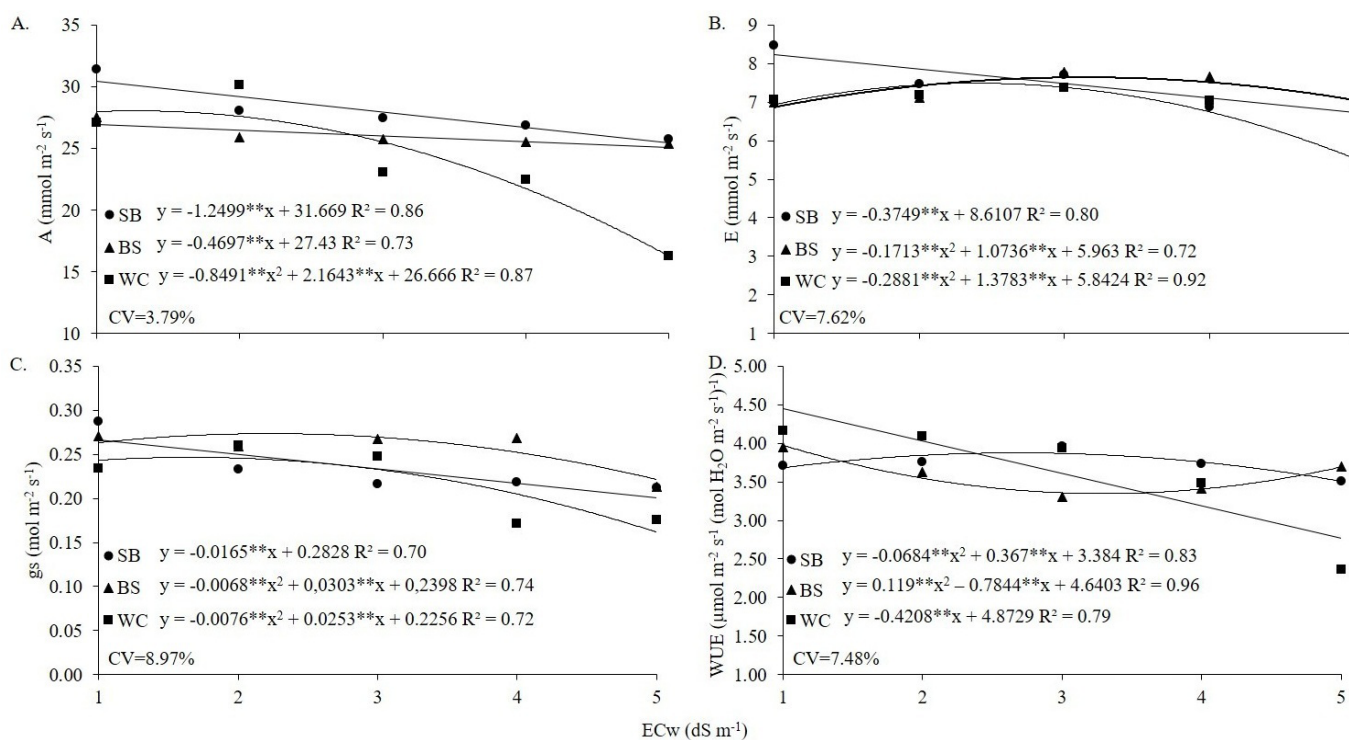 A.
35
30
25
20
15
10
A (mmol m⁻² s⁻¹)
SB y = -1.2499**x + 31.669 R² = 0.86
BS y = -0.4697**x + 27.43 R² = 0.73
WC y = -0.8491**x² + 2.1643**x + 26.666 R² = 0.87
CV=3.79%
B.
9
8
7
6
5
4
3
2
1
E (mmol m⁻² s⁻¹)
SB y = -0.3749**x + 8.6107 R² = 0.80
BS y = -0.1713**x² + 1.0736**x + 5.963 R² = 0.72
WC y = -0.2881**x² + 1.3783**x + 5.8424 R² = 0.92
CV=7.62%
C.
0.35
0.30
0.25
0.20
0.15
0.10
0.05
0.00
gs (mol m⁻² s⁻¹)
SB y = -0.0165**x + 0.2828 R² = 0.70
BS y = -0.0068**x² + 0,0303**x + 0,2398 R² = 0.74
WC y = -0.0076**x² + 0.0253**x + 0.2256 R² = 0.72
CV=8.97%
1 2 3 4 5
D.
5.00
4.50
4.00
3.50
3.00
2.50
2.00
1.50
1.00
WUE (µmol m⁻² s⁻¹ (mol H₂O m⁻² s⁻¹)⁻¹)
SB y = -0.0684**x² + 0.367**x + 3.384 R² = 0.83
BS y = 0.119**x² – 0.7844**x + 4.6403 R² = 0.96
WC y = -0.4208**x + 4.8729 R² = 0.79
CV=7.48%
1 2 3 4 5
ECw (dS m⁻¹)